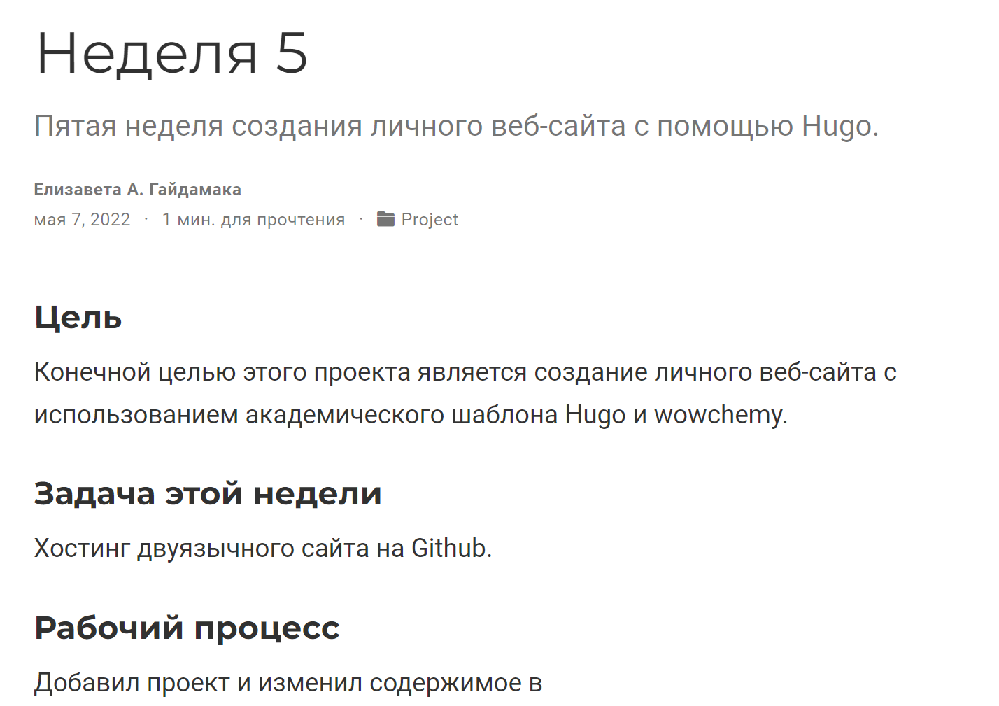 Неделя 5
Пятая неделя создания личного веб-сайта с помощью Hugo.
Елизавета А. Гайдамака
мая 7, 2022 · 1 мин. для прочтения · Project
Цель
Конечной целью этого проекта является создание личного веб-сайта с
использованием академического шаблона Hugo и wowchemy.
Задача этой недели
Хостинг двуязычного сайта на Github.
Рабочий процесс
Добавил проект и изменил содержимое в